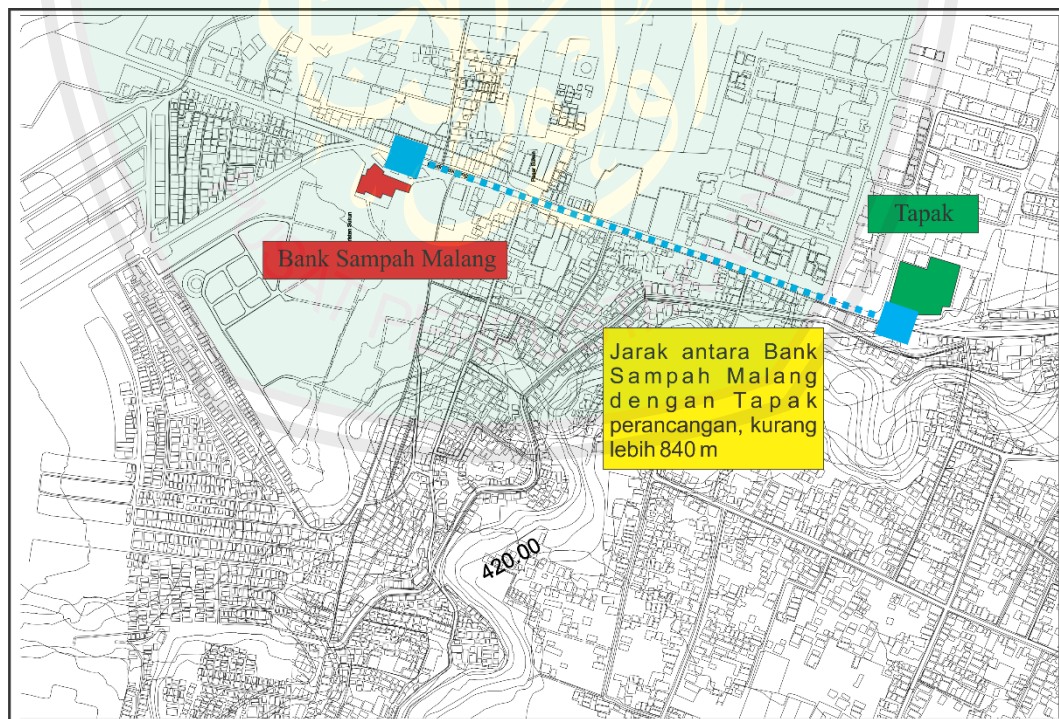 Tapak
Bank Sampah Malang
Jarak antara Bank
Sampah Malang
dengan Tapak
perancangan, kurang
lebih 840 m
420.00